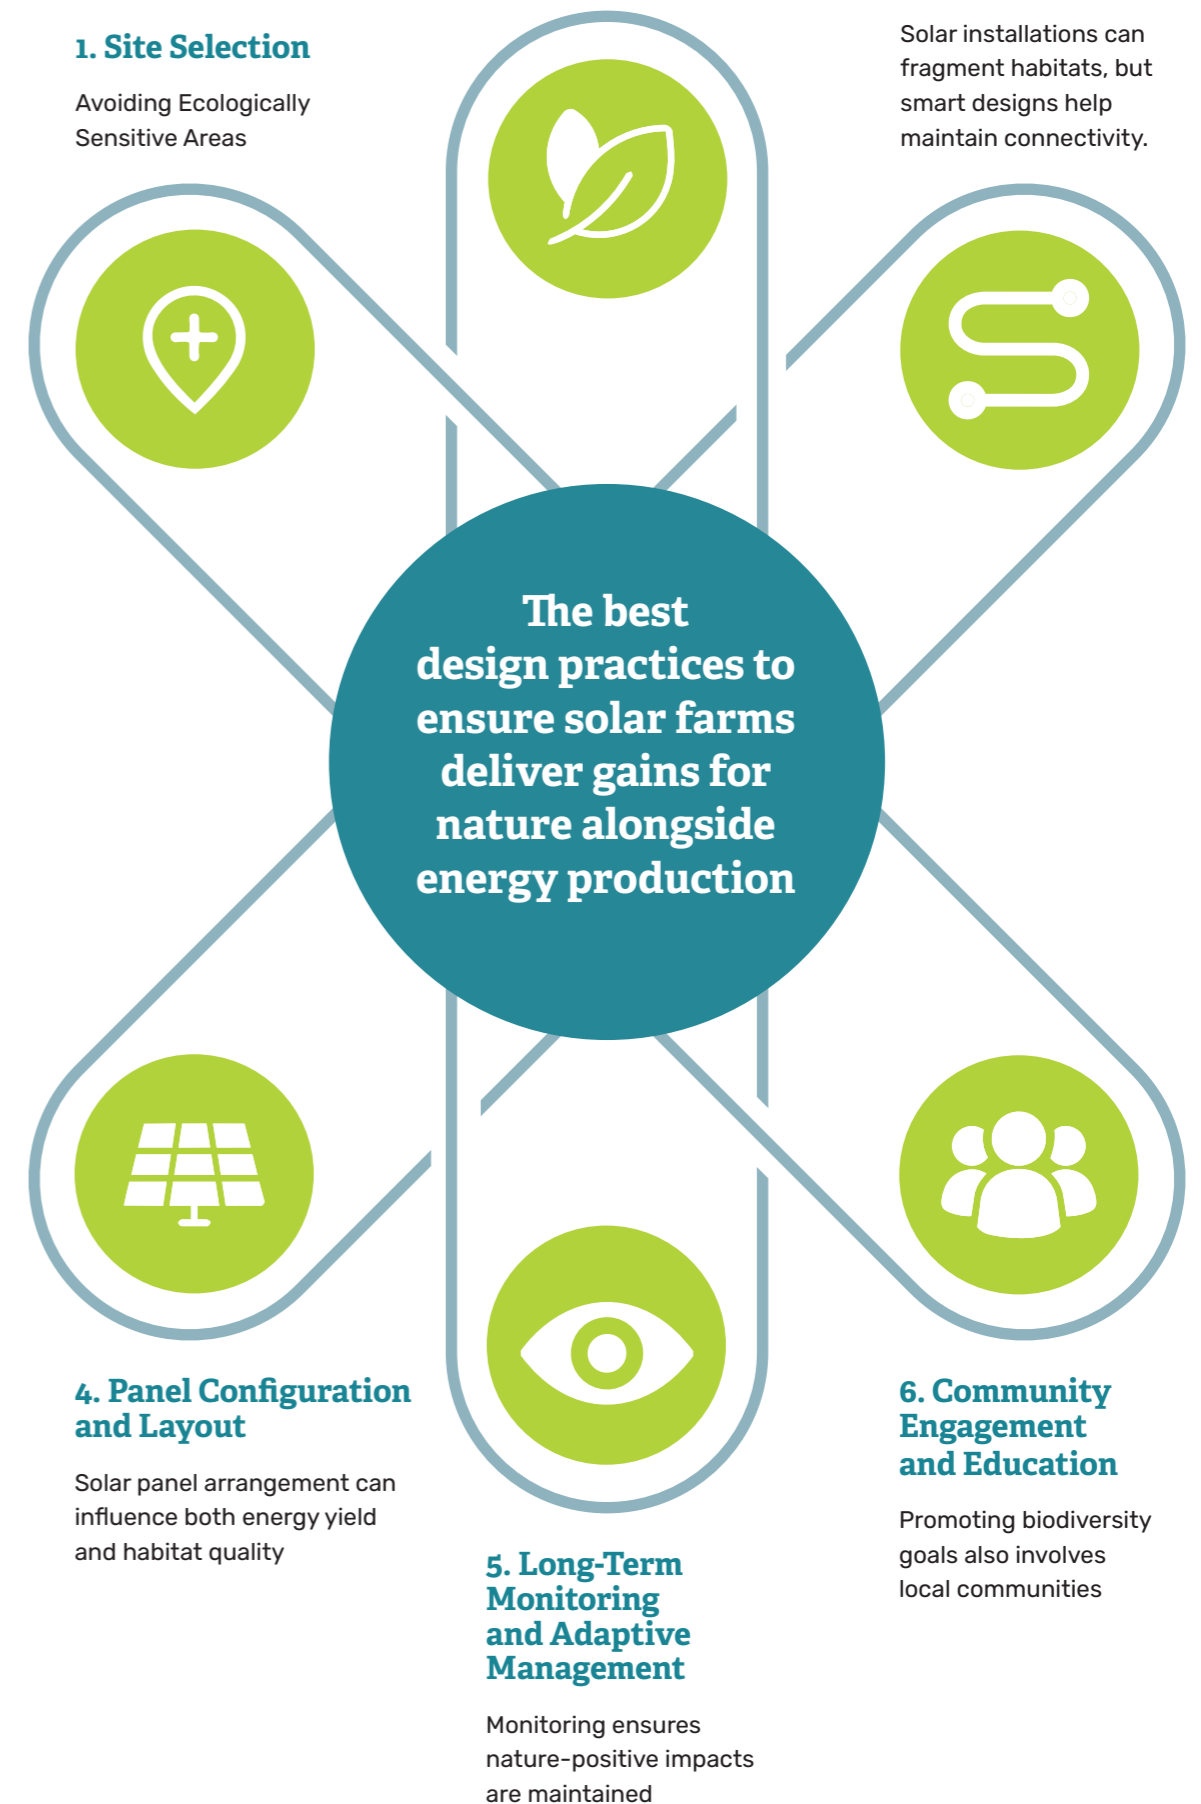 1. Site Selection
Avoiding Ecologically
Sensitive Areas
Solar installations can
fragment habitats, but
smart designs help
maintain connectivity.
The best
design practices to
ensure solar farms
deliver gains for
nature alongside
energy production
4. Panel Configuration
and Layout
Solar panel arrangement can
influence both energy yield
and habitat quality
5. Long-Term
Monitoring
and Adaptive
Management
Monitoring ensures
nature-positive impacts
are maintained
6. Community
Engagement
and Education
Promoting biodiversity
goals also involves
local communities